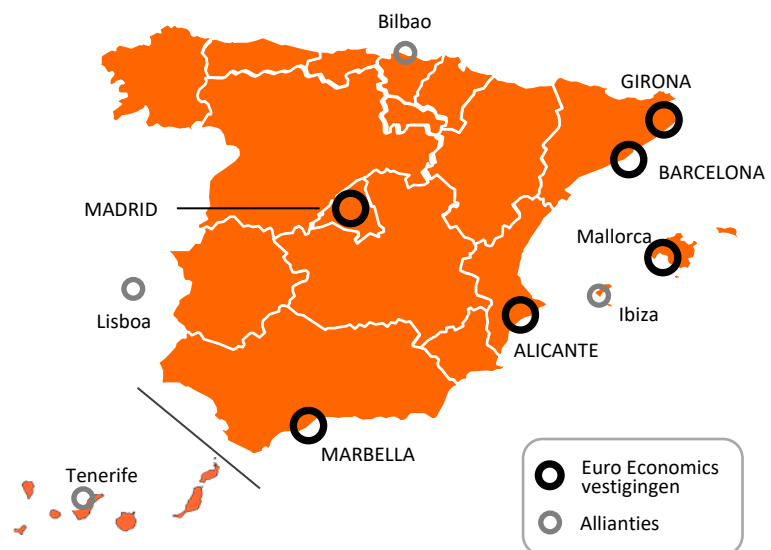 Bilbao
GIRONA
BARCELONA
MADRID
Mallorca
Lisboa
Ibiza
ALICANTE
MARBELLA
Tenerife
Euro Economics
vestigingen
Allianties